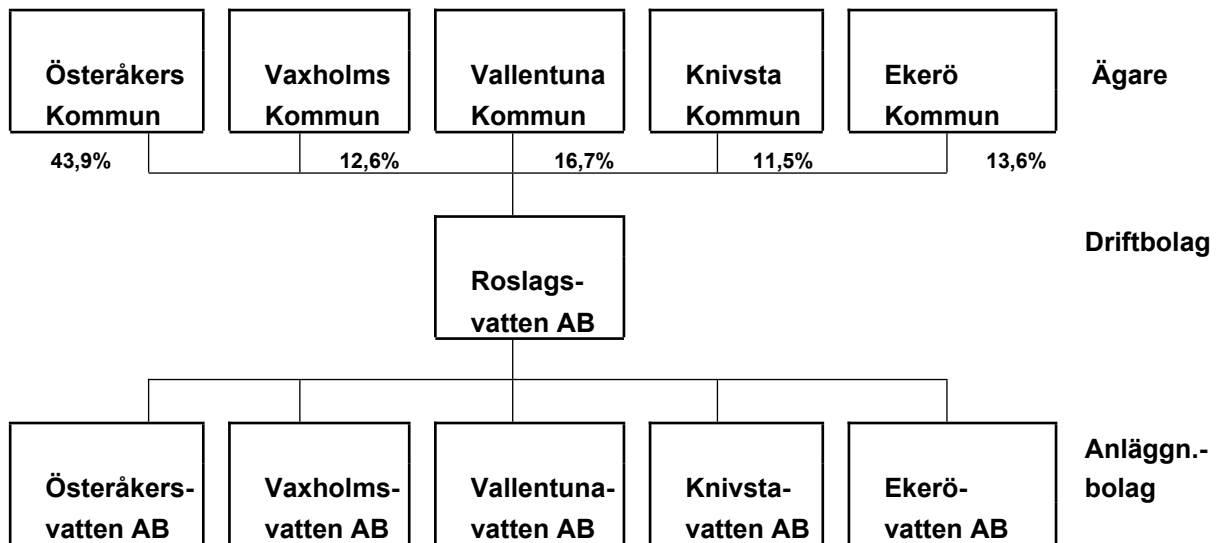 Österåkers Kommun
Vaxholms Kommun
Vallentuna Kommun
Knivsta Kommun
Ekerö Kommun
Ägare
43,9%
12,6%
16,7%
11,5%
13,6%
Driftbolag
Roslags-
vatten AB
Anläggn.-
bolag
Österåkers-
vatten AB
Vaxholms-
vatten AB
Vallentuna-
vatten AB
Knivsta-
vatten AB
Ekerö-
vatten AB